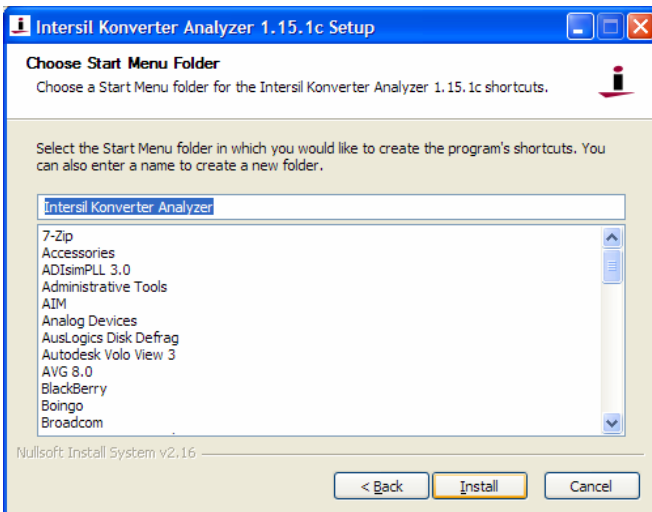 Intersil Konverter Analyzer 1.15.1c Setup
Choose Start Menu Folder
Choose a Start Menu folder for the Intersil Konverter Analyzer 1.15.1c shortcuts.
Select the Start Menu folder in which you would like to create the program's shortcuts. You
can also enter a name to create a new folder.
Intersil Konverter Analyzer
7-Zip
Accessories
ADIsimPLL 3.0
Administrative Tools
AIM
Analog Devices
AusLogics Disk Defrag
Autodesk Volo View 3
AVG 8.0
BlackBerry
Boingo
Broadcom
Nullsoft Install System v2.16
< Back
Install
Cancel